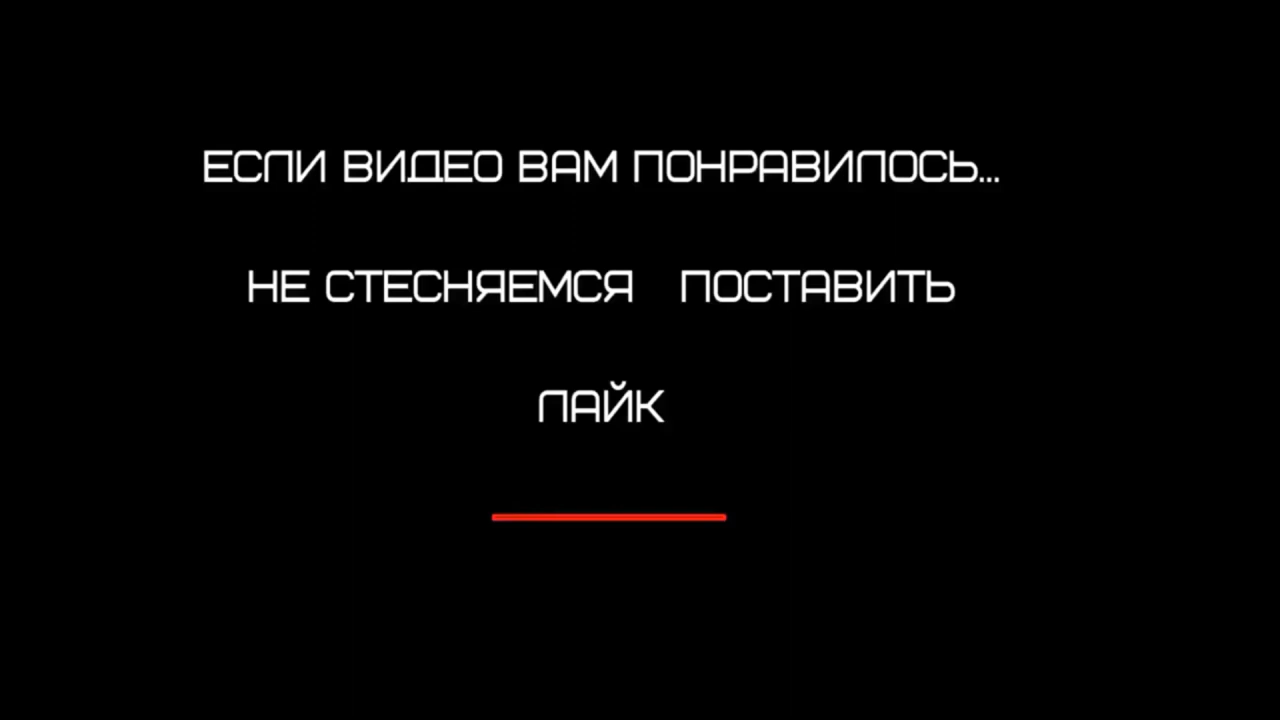 ЕСЛИ ВИДЕО ВАМ ПОНРАВИЛОСЬ...
НЕ СТЕСНЯЕМСЯ ПОСТАВИТЬ
ЛАЙК